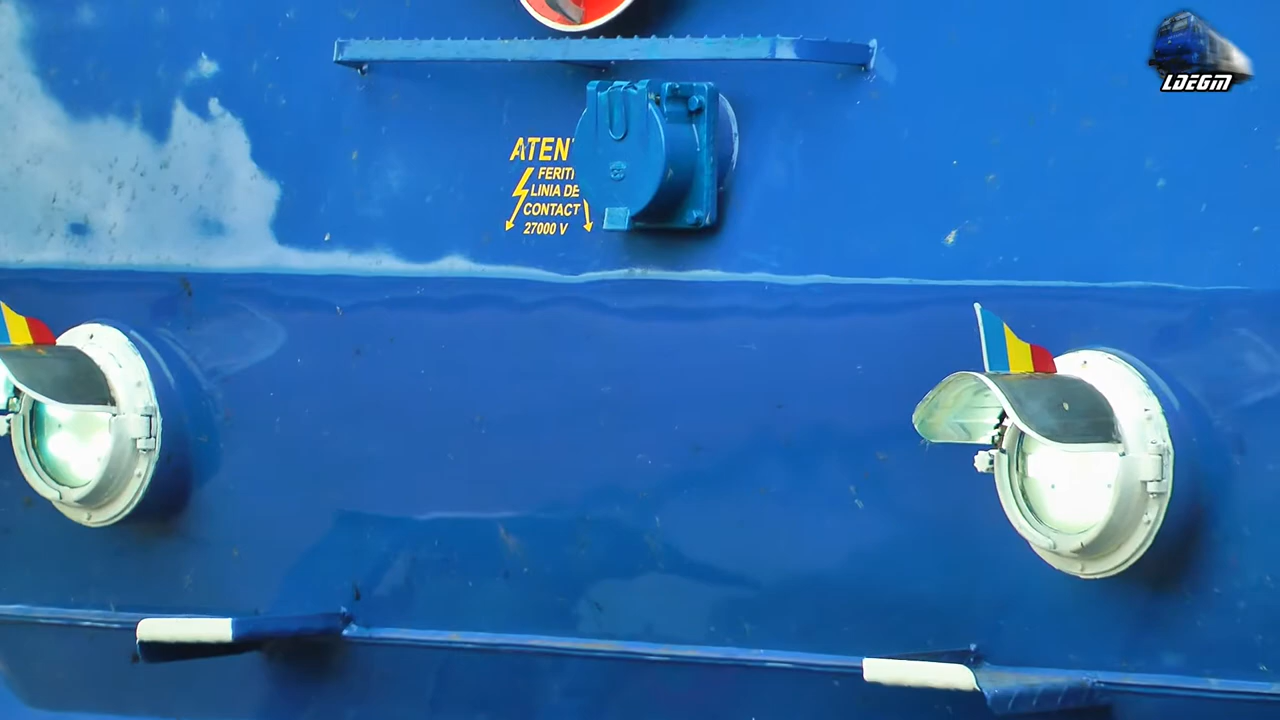 LDEGM
ATEN
FERITI
LINIA DE
CONTACT
27000 V